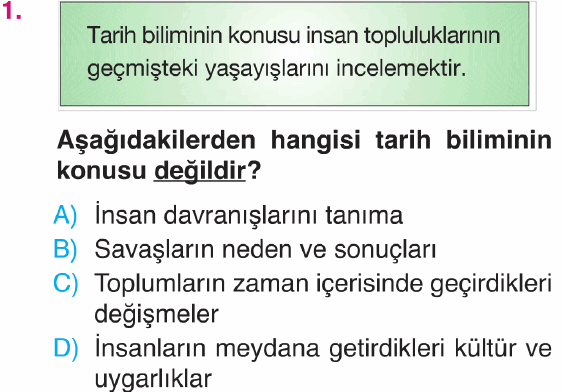 1.
Tarih biliminin konusu insan topluluklarının
geçmişteki yaşayışlarını incelemektir.
Aşağıdakilerden hangisi tarih biliminin
konusu değildir?
A) İnsan davranışlarını tanıma
B) Savaşların neden ve sonuçları
C) Toplumların zaman içerisinde geçirdikleri
değişmeler
D) İnsanların meydana getirdikleri kültür ve
uygarlıklar